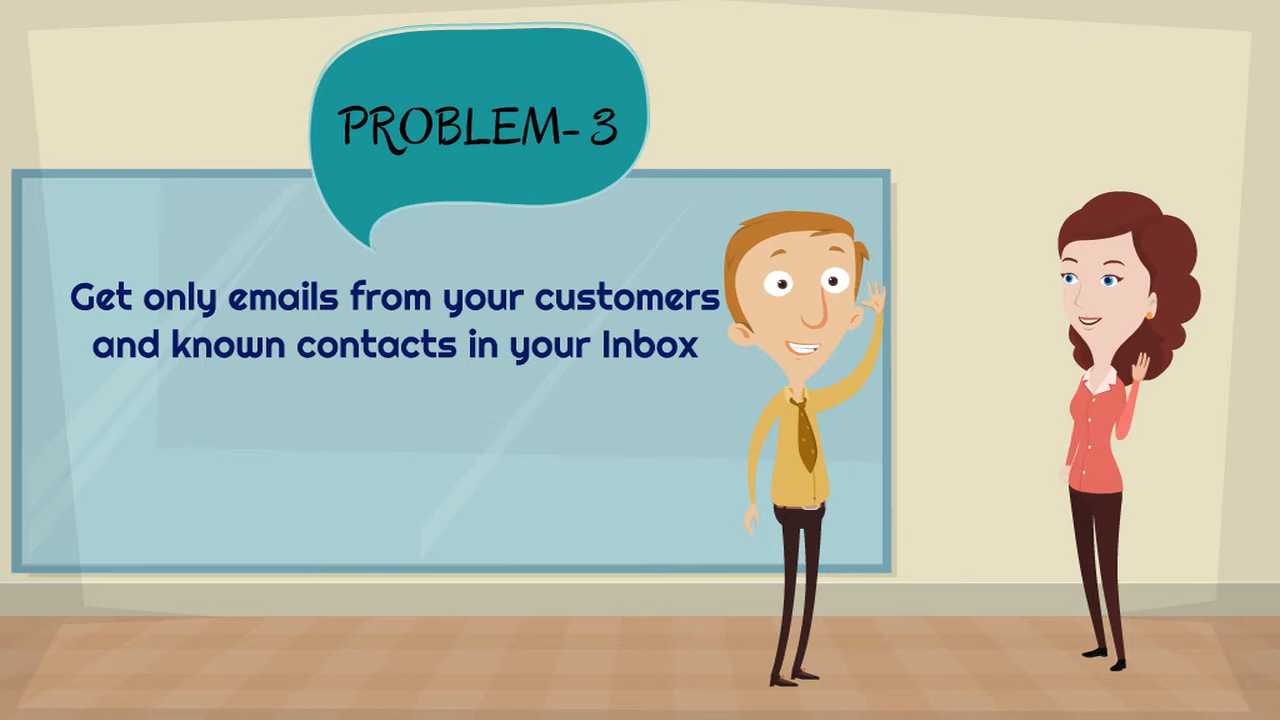 PROBLEM- 3
Get only emails from your customers
and known contacts in your Inbox